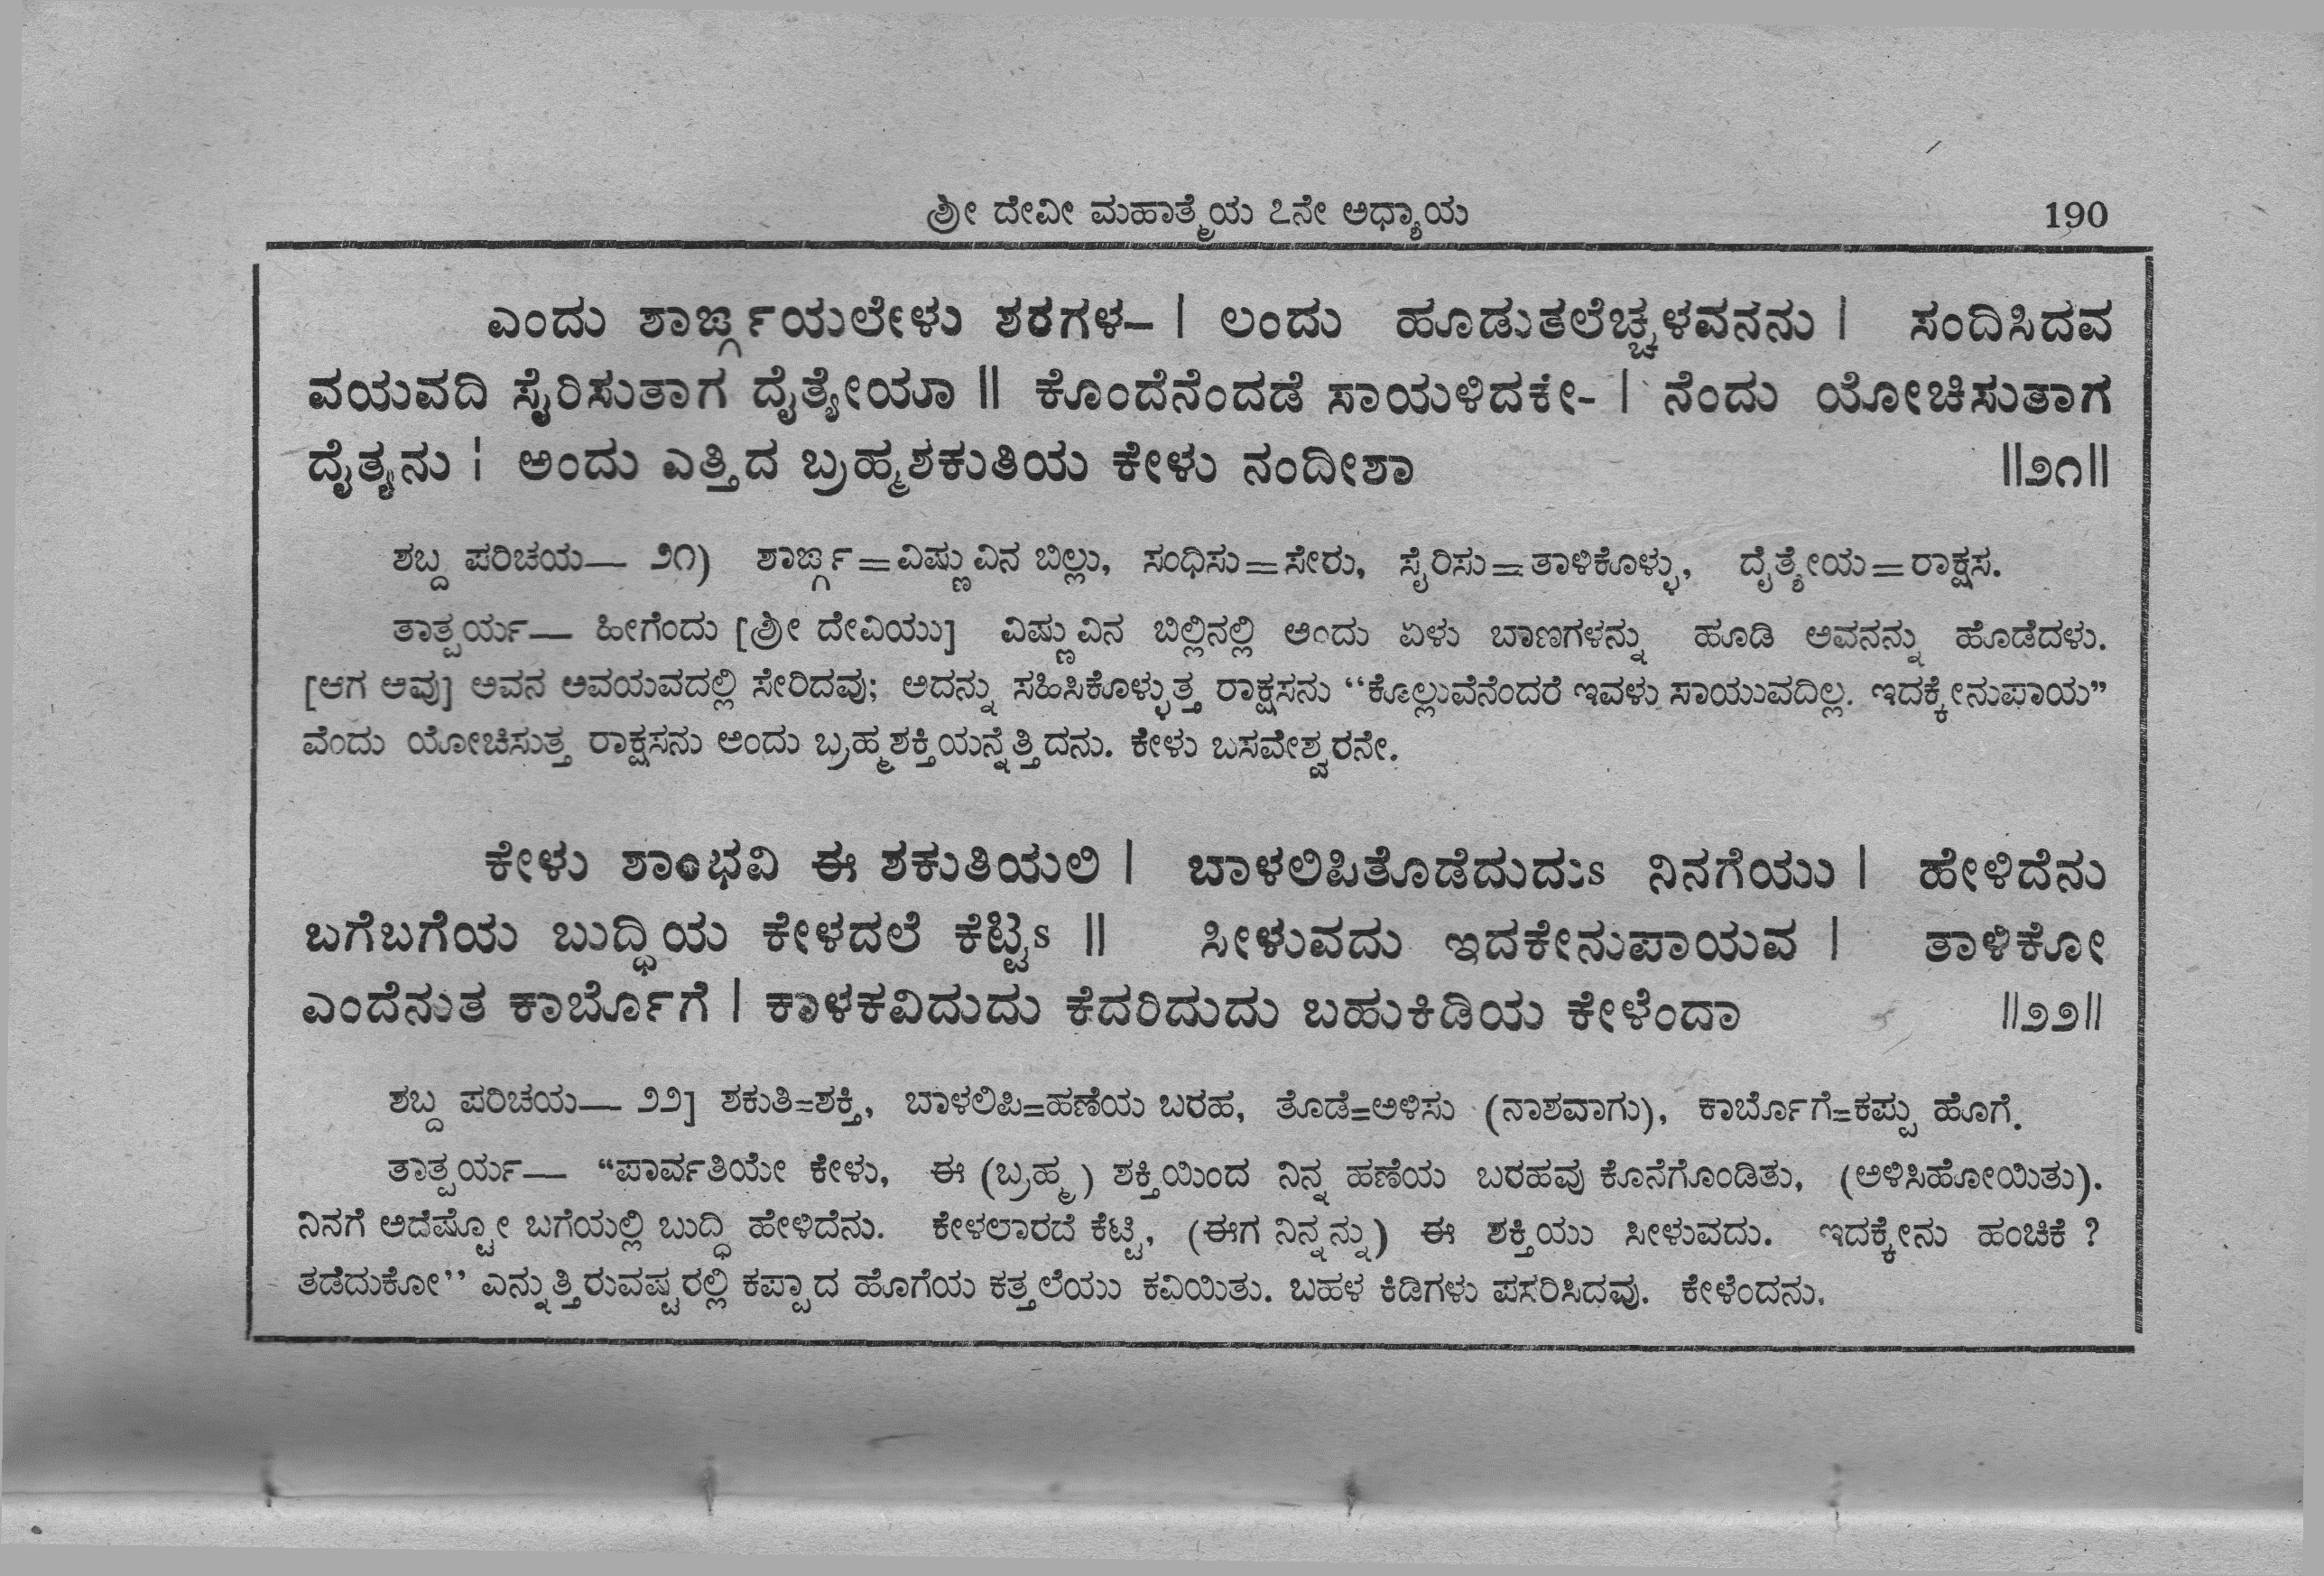 ಶ್ರೀ ದೇವೀ ಮಹಾತ್ಮ್ರೆಯ ೭ನೇ ಅಧ್ಯಾಯ 190
ಎಂದು ಶಾರ್ಙ್ಗಯಲೇಳು ಶರಗಳ– | ಲಂದು ಹೂಡುತಲೆಚ್ಚಳವನನು | ಸಂದಿಸಿದವ
ವಯವದಿ ಸೈರಿಸುತಾಗ ದೈತ್ಯೇಯಾ || ಕೊಂದೆನೆಂದಡೆ ಸಾಯಳಿದಕೇ- | ನೆಂದು ಯೋಚಿಸುತಾಗ
ದೈತ್ಯನು | ಅಂದು ಎತ್ತಿದ ಬ್ರಹ್ಮಶಕುತಿಯ ಕೇಳು ನಂದೀಶಾ ||೨೧||
ಶಬ್ದ ಪರಿಚಯ— ೨೧) ಶಾರ್ಙ್ಗ=ವಿಷ್ಣುವಿನ ಬಿಲ್ಲು, ಸಂಧಿಸು=ಸೇರು, ಸೈರಿಸು=ತಾಳಿಕೊಳ್ಳು, ದೈತ್ಯೇಯ=ರಾಕ್ಷಸ.
ತಾತ್ಪರ್ಯ— ಹೀಗೆಂದು [ಶ್ರೀ ದೇವಿಯು] ವಿಷ್ಣುವಿನ ಬಿಲ್ಲಿನಲ್ಲಿ ಅಂದು ಏಳು ಬಾಣಗಳನ್ನು ಹೂಡಿ ಅವನನ್ನು ಹೊಡೆದಳು.
[ಆಗ ಅವು] ಅವನ ಅವಯವದಲ್ಲಿ ಸೇರಿದವು; ಅದನ್ನು ಸಹಿಸಿಕೊಳ್ಳುತ್ತ ರಾಕ್ಷಸನು “ಕೊಲ್ಲುವೆನೆಂದರೆ ಇವಳು ಸಾಯುವದಿಲ್ಲ. ಇದಕ್ಕೇನುಪಾಯ”
ವೆಂದು ಯೋಚಿಸುತ್ತ ರಾಕ್ಷಸನು ಅಂದು ಬ್ರಹ್ಮಶಕ್ತಿಯನ್ನೆತ್ತಿದನು. ಕೇಳು ಬಸವೇಶ್ವರನೇ.
ಕೇಳು ಶಾಂಭವಿ ಈ ಶಕುತಿಯಲಿ | ಬಾಳಲಿಪಿತೊಡೆದುದುs ನಿನಗೆಯು | ಹೇಳಿದೆನು
ಬಗೆಬಗೆಯ ಬುದ್ಧಿಯ ಕೇಳದಲೆ ಕೆಟ್ಟೆs || ಸೀಳುವದು ಇದಕೇನುಪಾಯವ | ತಾಳಿಕೋ
ಎಂದೆನುತ ಕಾರ್ಬೊಗೆ | ಕಾಳಕವಿದುದು ಕೆದರಿದುದು ಬಹುಕಿಡಿಯ ಕೇಳೆಂದಾ ||೨೨||
ಶಬ್ದ ಪರಿಚಯ— ೨೨] ಶಕುತಿ=ಶಕ್ತಿ, ಬಾಳಲಿಪಿ=ಹಣೆಯ ಬರಹ, ತೊಡೆ=ಅಳಿಸು (ನಾಶವಾಗು), ಕಾರ್ಬೊಗೆ=ಕಪ್ಪು ಹೊಗೆ.
ತಾತ್ಪರ್ಯ— “ಪಾರ್ವತಿಯೇ ಕೇಳು, ಈ (ಬ್ರಹ್ಮ) ಶಕ್ತಿಯಿಂದ ನಿನ್ನ ಹಣೆಯ ಬರಹವು ಕೊನೆಗೊಂಡಿತು, (ಅಳಿಸಿಹೋಯಿತು).
ನಿನಗೆ ಅದೆಷ್ಟೋ ಬಗೆಯಲ್ಲಿ ಬುದ್ಧಿ ಹೇಳಿದೆನು. ಕೇಳಲಾರದೆ ಕೆಟ್ಟಿ, (ಈಗ ನಿನ್ನನ್ನು) ಈ ಶಕ್ತಿಯು ಸೀಳುವದು. ಇದಕ್ಕೇನು ಹಂಚಿಕೆ ?
ತಡೆದುಕೋ” ಎನ್ನುತ್ತಿರುವಷ್ಟರಲ್ಲಿ ಕಪ್ಪಾದ ಹೊಗೆಯ ಕತ್ತಲೆಯು ಕವಿಯಿತು. ಬಹಳ ಕಿಡಿಗಳು ಪಸರಿಸಿದವು. ಕೇಳೆಂದನು.